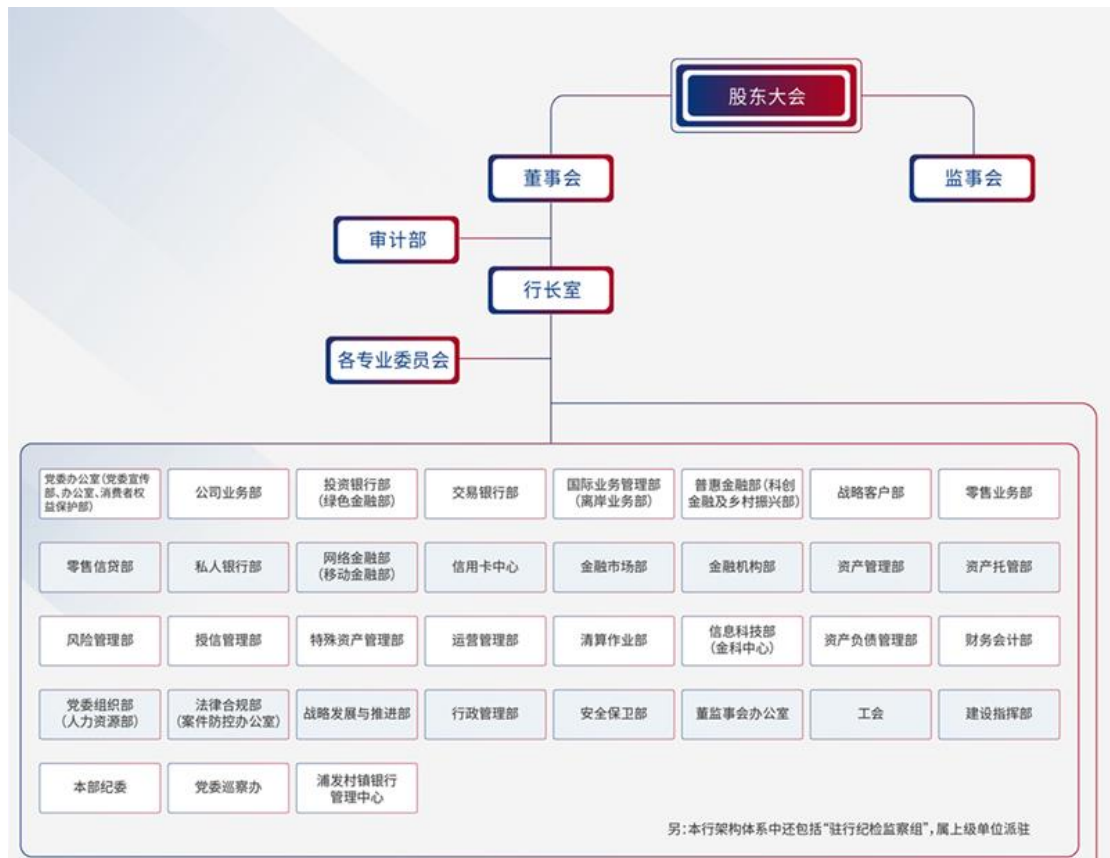 股东大会
董事会
监事会
审计部
行长室
各专业委员会
党委办公室(党委宣传
部、办公室、消费者权
益保护部)
公司业务部
投资银行部
(绿色金融部)
交易银行部
国际业务管理部
(离岸业务部)
普惠金融部(科创
金融及乡村振兴部)
战略客户部
零售业务部
零售信贷部
私人银行部
网络金融部
(移动金融部)
信用卡中心
金融市场部
金融机构部
资产管理部
资产托管部
风险管理部
授信管理部
特殊资产管理部
运营管理部
清算作业部
信息科技部
(金科中心)
资产负债管理部
财务会计部
党委组织部
(人力资源部)
法律合规部
(案件防控办公室)
战略发展与推进部
行政管理部
安全保卫部
董监事会办公室
工会
建设指挥部
本部纪委
党委巡察办
浦发村镇银行
管理中心
另:本行架构体系中还包括“驻行纪检监察组”,属上级单位派驻